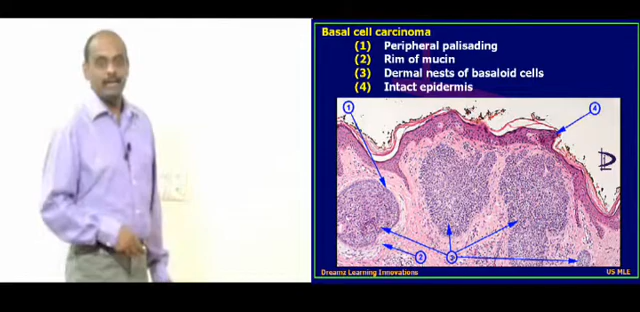 Basal cell carcinoma
(1) Peripheral palisading
(2) Rim of mucin
(3) Dermal nests of basaloid cells
(4) Intact epidermis
1
4
D
2
3
Dreamz Learning Innovations
US MLE